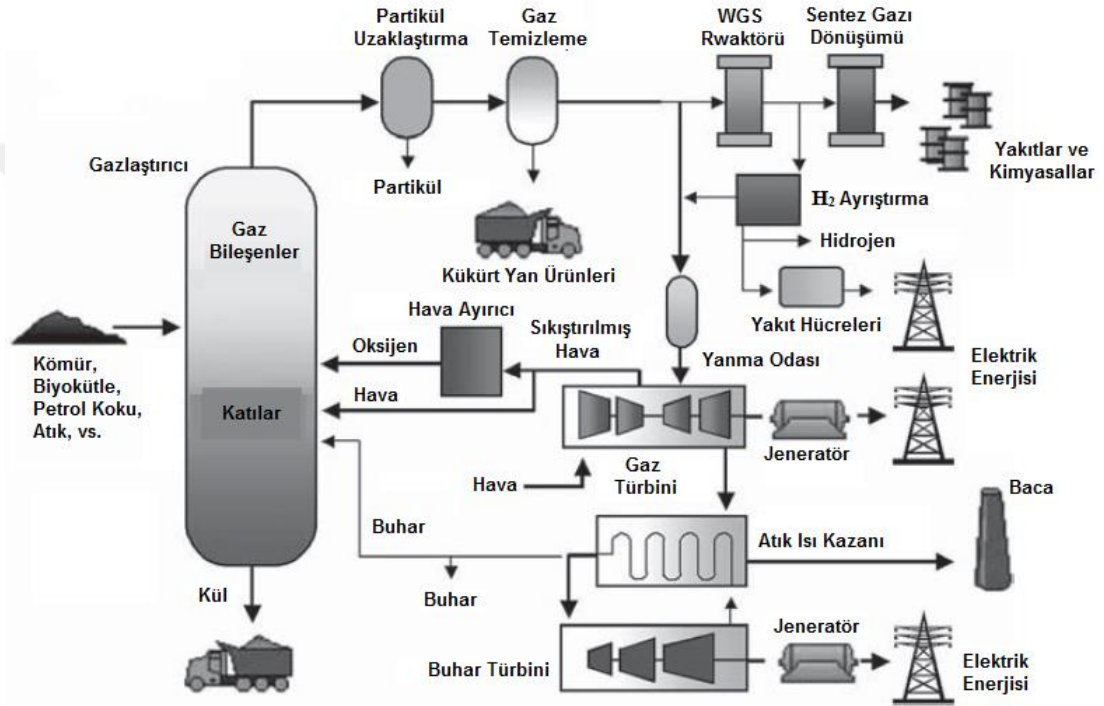 Partikül
Uzaklaştırma
Gaz
Temizleme
WGS
Rwaktörü
Sentez Gazı
Dönüşümü
Gazlaştırıcı
Partikül
Yakıtlar ve
Kimyasallar
H₂ Ayrıştırma
Gaz
Bileşenler
Hidrojen
Kükürt Yan Ürünleri
Hava Ayırıcı
Yakıt Hücreleri
Sıkıştırılmış
Hava
Oksijen
Yanma Odası
Elektrik
Enerjisi
Kömür,
Biyokütle,
Petrol Koku,
Atık, vs.
Hava
Katılar
Jeneratör
Gaz
Türbini
Hava
Baca
Buhar
Atık Isı Kazanı
Buhar
Kül
Jeneratör
Buhar Türbini
Elektrik
Enerjisi